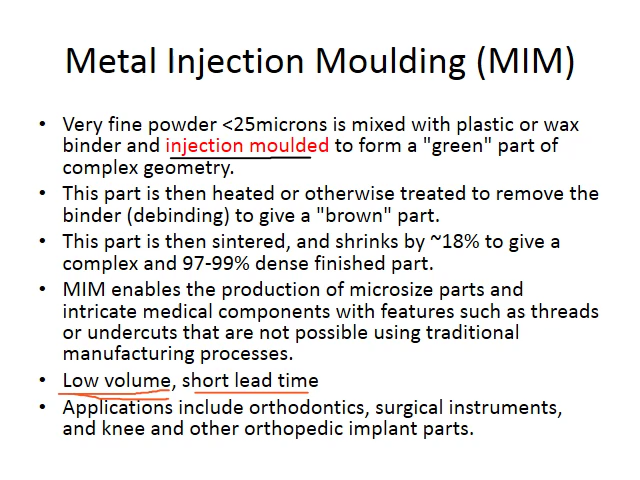 Metal Injection Moulding (MIM)
• Very fine powder <25microns is mixed with plastic or wax
binder and injection moulded to form a "green" part of
complex geometry.
• This part is then heated or otherwise treated to remove the
binder (debinding) to give a "brown" part.
• This part is then sintered, and shrinks by ~18% to give a
complex and 97-99% dense finished part.
• MIM enables the production of microsize parts and
intricate medical components with features such as threads
or undercuts that are not possible using traditional
manufacturing processes.
• Low volume, short lead time
• Applications include orthodontics, surgical instruments,
and knee and other orthopedic implant parts.